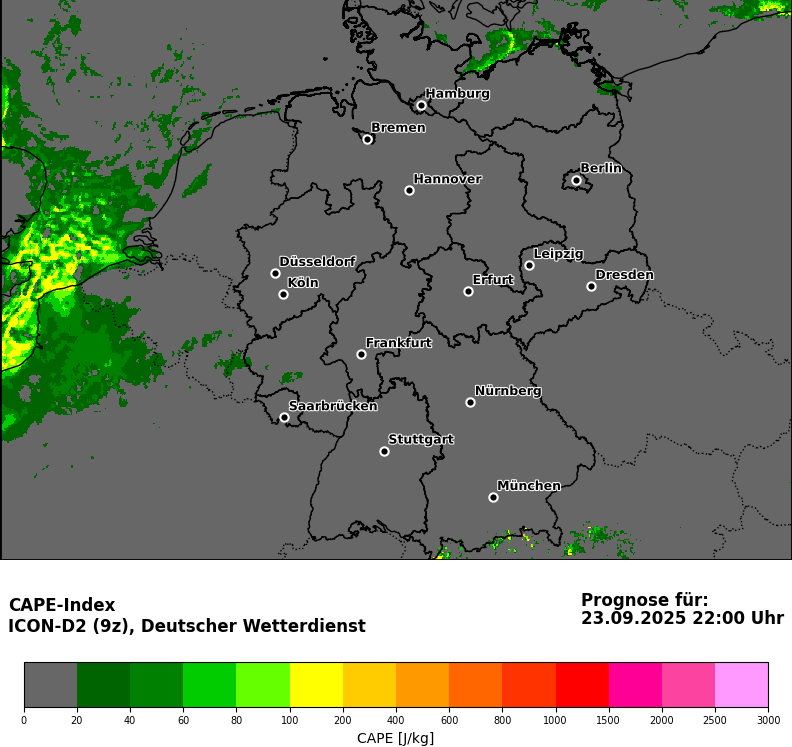 Hamburg
Bremen
Berlin
Hannover
Leipzig
Düsseldorf
Dresden
Köln
Erfurt
Frankfurt
Nürnberg
Saarbrücken
Stuttgart
München
CAPE-Index
ICON-D2 (9z), Deutscher Wetterdienst
Prognose für:
23.09.2025 22:00 Uhr
0 20 40 60 80 100 200 400 600 800 1000 1500 2000 2500 3000
CAPE [J/kg]